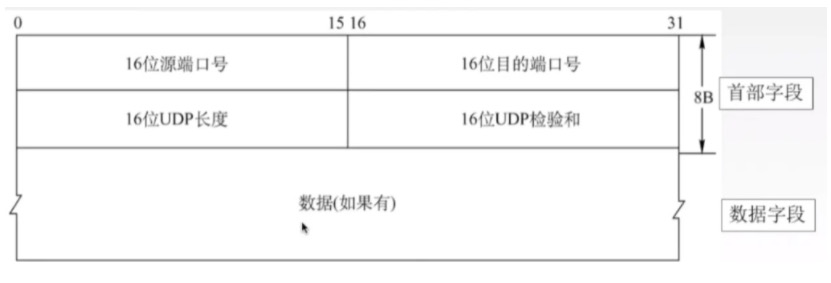 0 15 16 31
16位源端口号 16位目的端口号
8B 首部字段
16位UDP长度 16位UDP检验和
数据(如果有) 数据字段